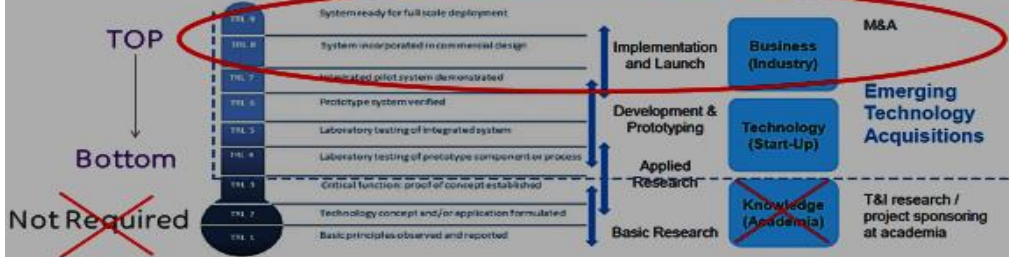 TOP
Bottom
Not Required
TRL 9
System ready for full scale deployment
TRL 8
System incorporated in commercial design
TRL 7
Integrated pilot system demonstrated
TRL 6
Prototype system verified
TRL 5
Laboratory testing of integrated system
TRL 4
Laboratory testing of prototype component or process
TRL 3
Critical function: proof of concept established
TRL 2
Technology concept and/or application formulated
TRL 1
Basic principles observed and reported
Implementation
and Launch
Development &
Prototyping
Applied
Research
Basic Research
Business
(Industry)
Technology
(Start-Up)
Knowledge
(Academia)
M&A
Emerging
Technology
Acquisitions
T&I research /
project sponsoring
at academia